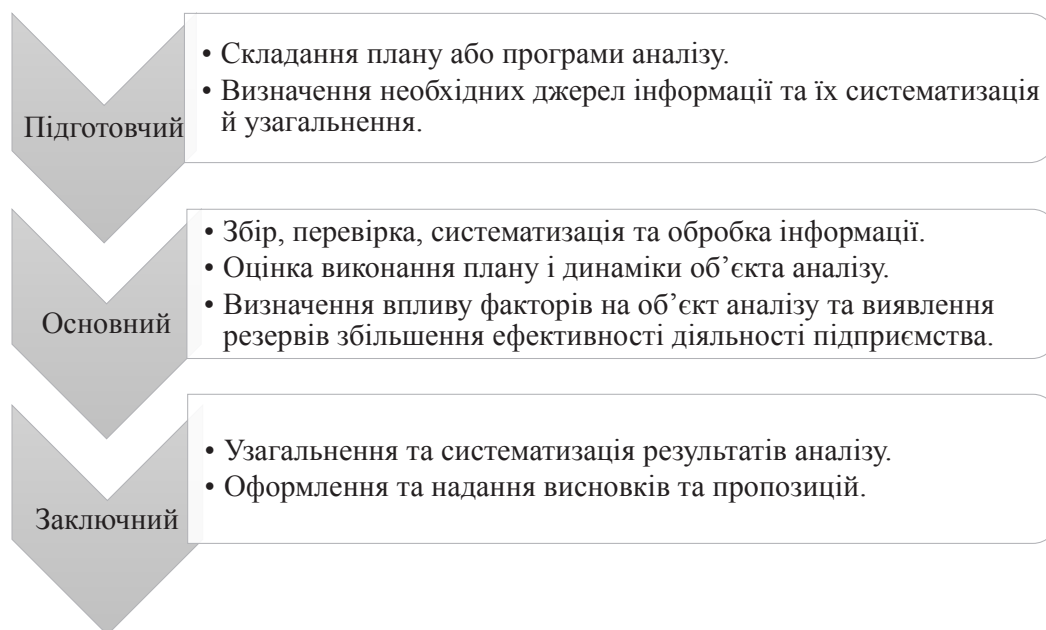 Підготовчий
• Складання плану або програми аналізу.
• Визначення необхідних джерел інформації та їх систематизація
й узагальнення.
Основний
• Збір, перевірка, систематизація та обробка інформації.
• Оцінка виконання плану і динаміки об’єкта аналізу.
• Визначення впливу факторів на об’єкт аналізу та виявлення
резервів збільшення ефективності діяльності підприємства.
Заключний
• Узагальнення та систематизація результатів аналізу.
• Оформлення та надання висновків та пропозицій.